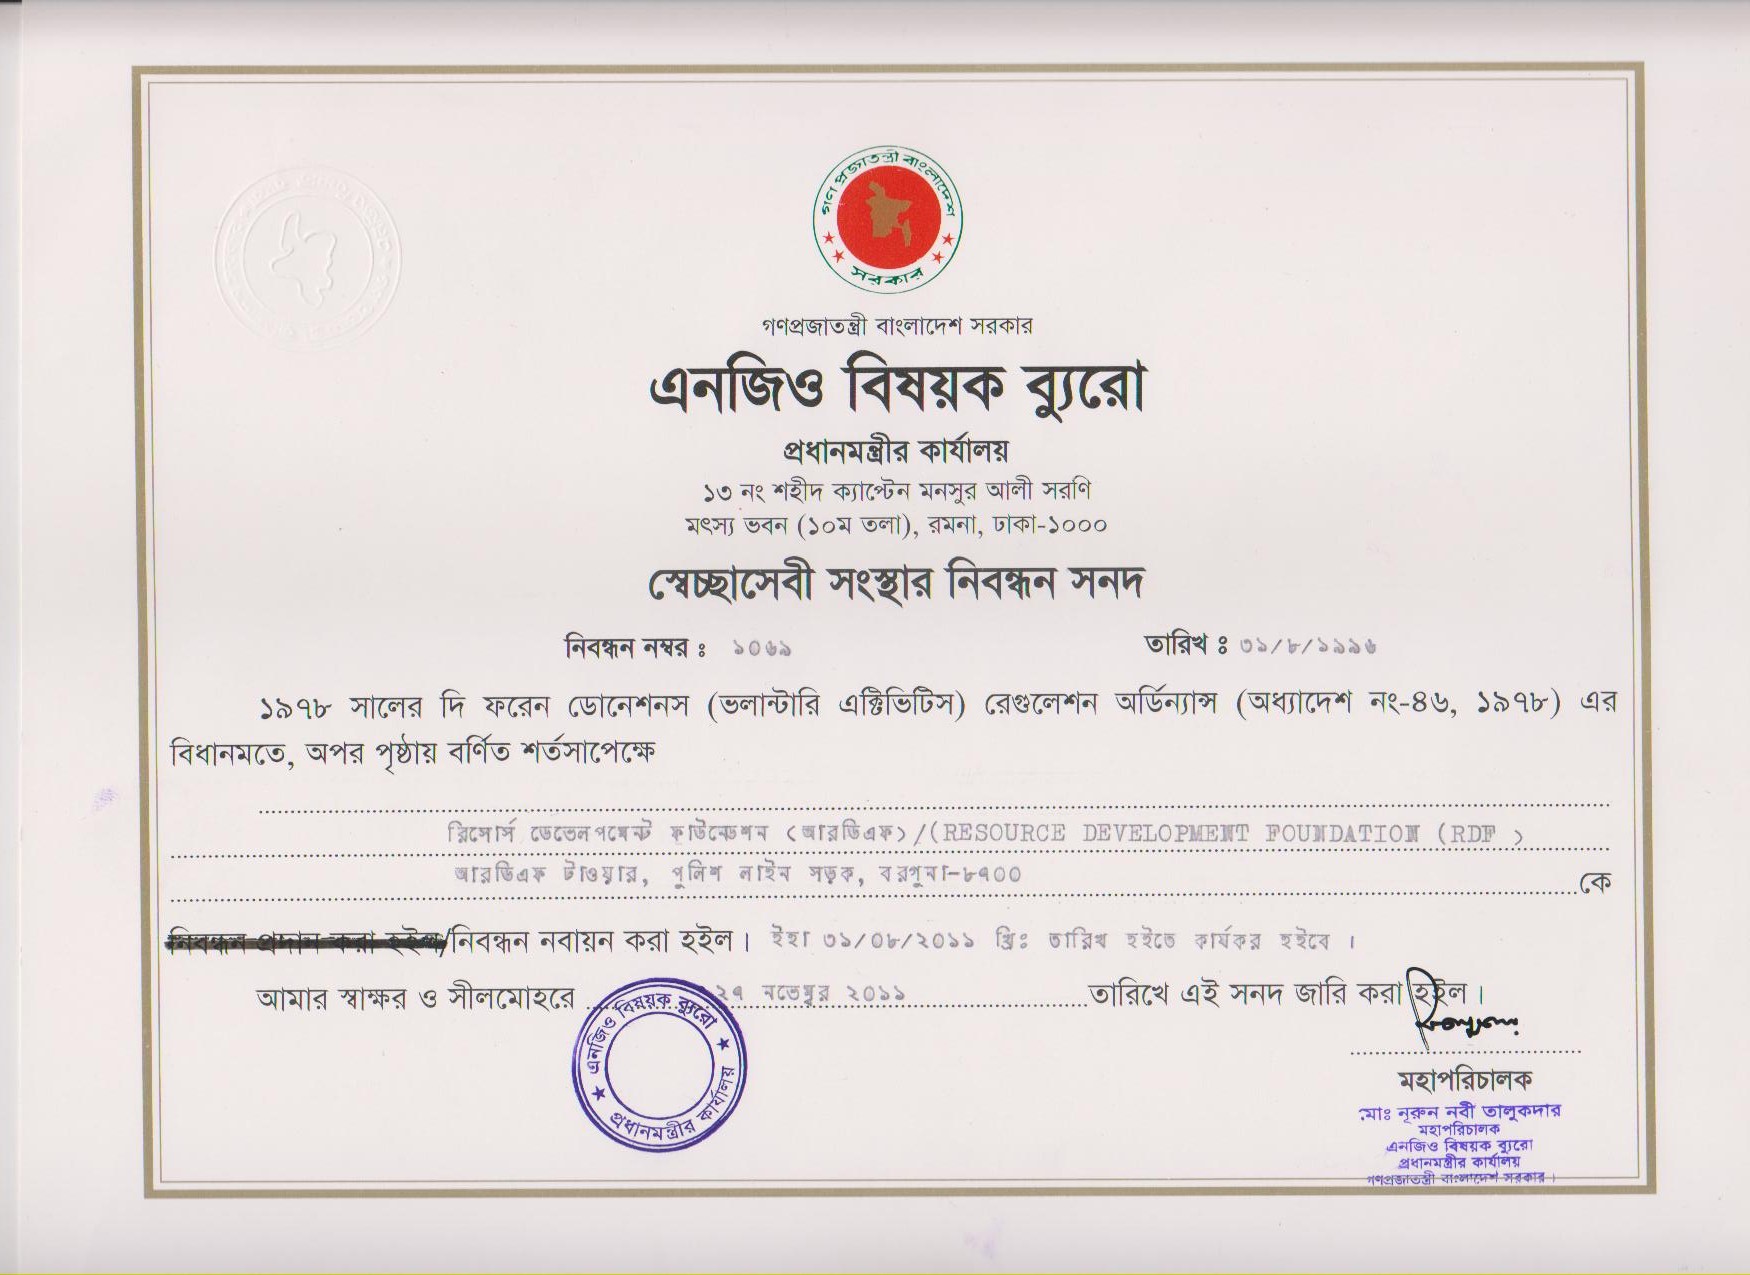 গণ প্রজাতন্ত্রী বাংলাদেশ
সরকার
গণপ্রজাতন্ত্রী বাংলাদেশ সরকার
এনজিও বিষয়ক ব্যুরো
প্রধানমন্ত্রীর কার্যালয়
১৩ নং শহীদ ক্যাপ্টেন মনসুর আলী সরণি
মৎস্য ভবন (১০ম তলা), রমনা, ঢাকা-১০০০
স্বেচ্ছাসেবী সংস্থার নিবন্ধন সনদ
নিবন্ধন নম্বর : ১০৬১ তারিখ : ৩১/৮/১৯৯৬
১৯৭৮ সালের দি ফরেন ডোনেশনস (ভলান্টারি এক্টিভিটিস) রেগুলেশন অর্ডিন্যান্স (অধ্যাদেশ নং-৪৬, ১৯৭৮) এর
বিধানমতে, অপর পৃষ্ঠায় বর্ণিত শর্তসাপেক্ষে
রিসোর্স ডেভেলপমেন্ট ফাউন্ডেশন (আরডিএফ)/(RESOURCE DEVELOPMENT FOUNDATION (RDF )
আরডিএফ টাওয়ার, পুলিশ লাইন সড়ক, বরগুনা-৮৭০০ কে
নিবন্ধন প্রদান করা হইল/নিবন্ধন নবায়ন করা হইল। ইহা ৩১/০৮/২০১১ খ্রিঃ তারিখ হইতে কার্যকর হইবে ।
আমার স্বাক্ষর ও সীলমোহরে ২৭ নভেম্বর ২০১১ তারিখে এই সনদ জারি করা হইল।
এনজিও বিষয়ক ব্যুরো
প্রধানমন্ত্রীর কার্যালয়
মহাপরিচালক
মোঃ নূরুন নবী তালুকদার
মহাপরিচালক
এনজিও বিষয়ক ব্যুরো
প্রধানমন্ত্রীর কার্যালয়
গণপ্রজাতন্ত্রী বাংলাদেশ সরকার।